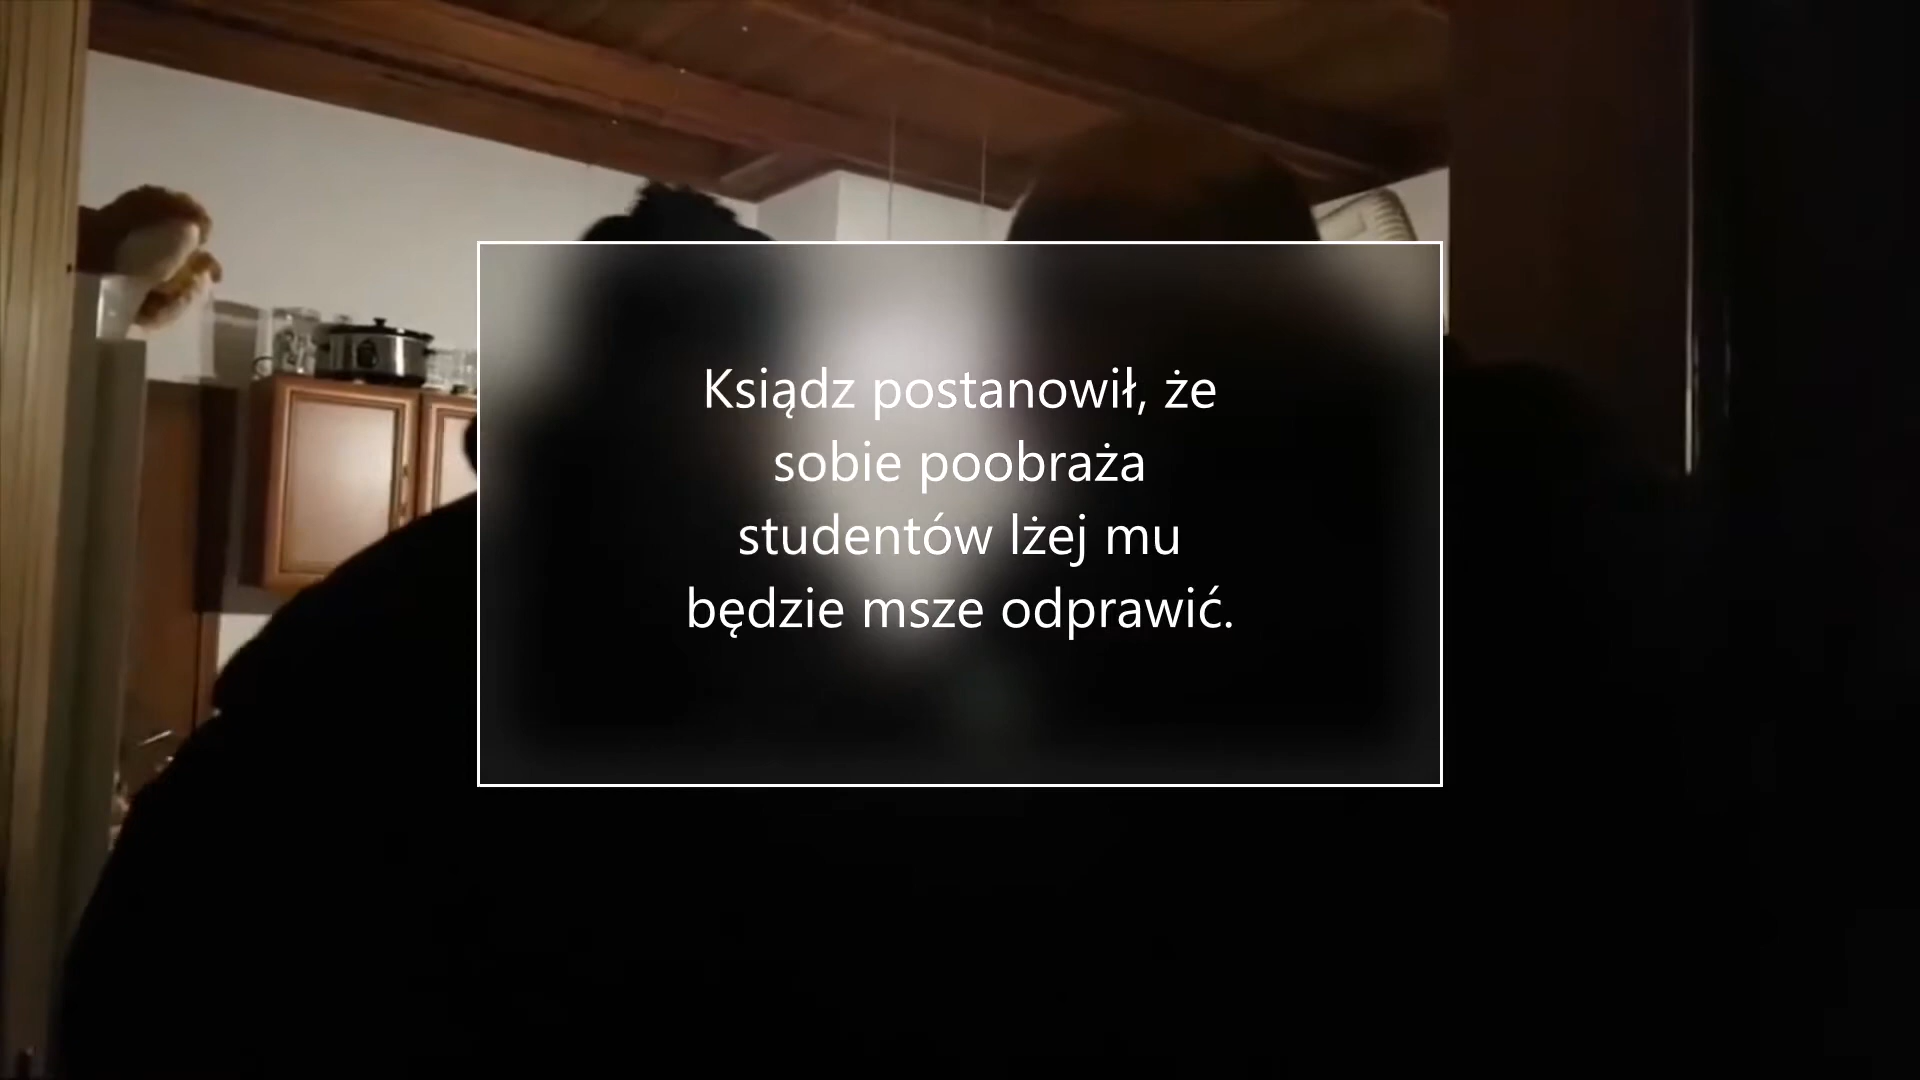 Ksiądz postanowił, że
sobie poobraża
studentów lżej mu
będzie msze odprawić.